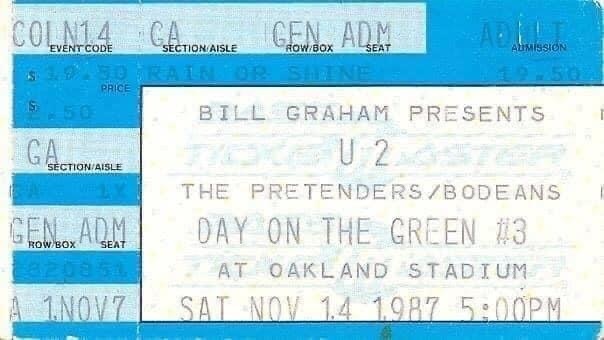 COLN14 GA GEN ADM ADULT
EVENT CODE SECTION/AISLE ROW/BOX SEAT ADMISSION
$ 19.50 RAIN OR SHINE 19.50
PRICE
$ 2.50
BILL GRAHAM PRESENTS
GA
SECTION/AISLE
U 2
GA 1X
THE PRETENDERS/BODEANS
GEN ADM
ROW/BOX SEAT
DAY ON THE GREEN #3
AT OAKLAND STADIUM
A 1NOV7
SAT NOV 14 1987 5:00PM